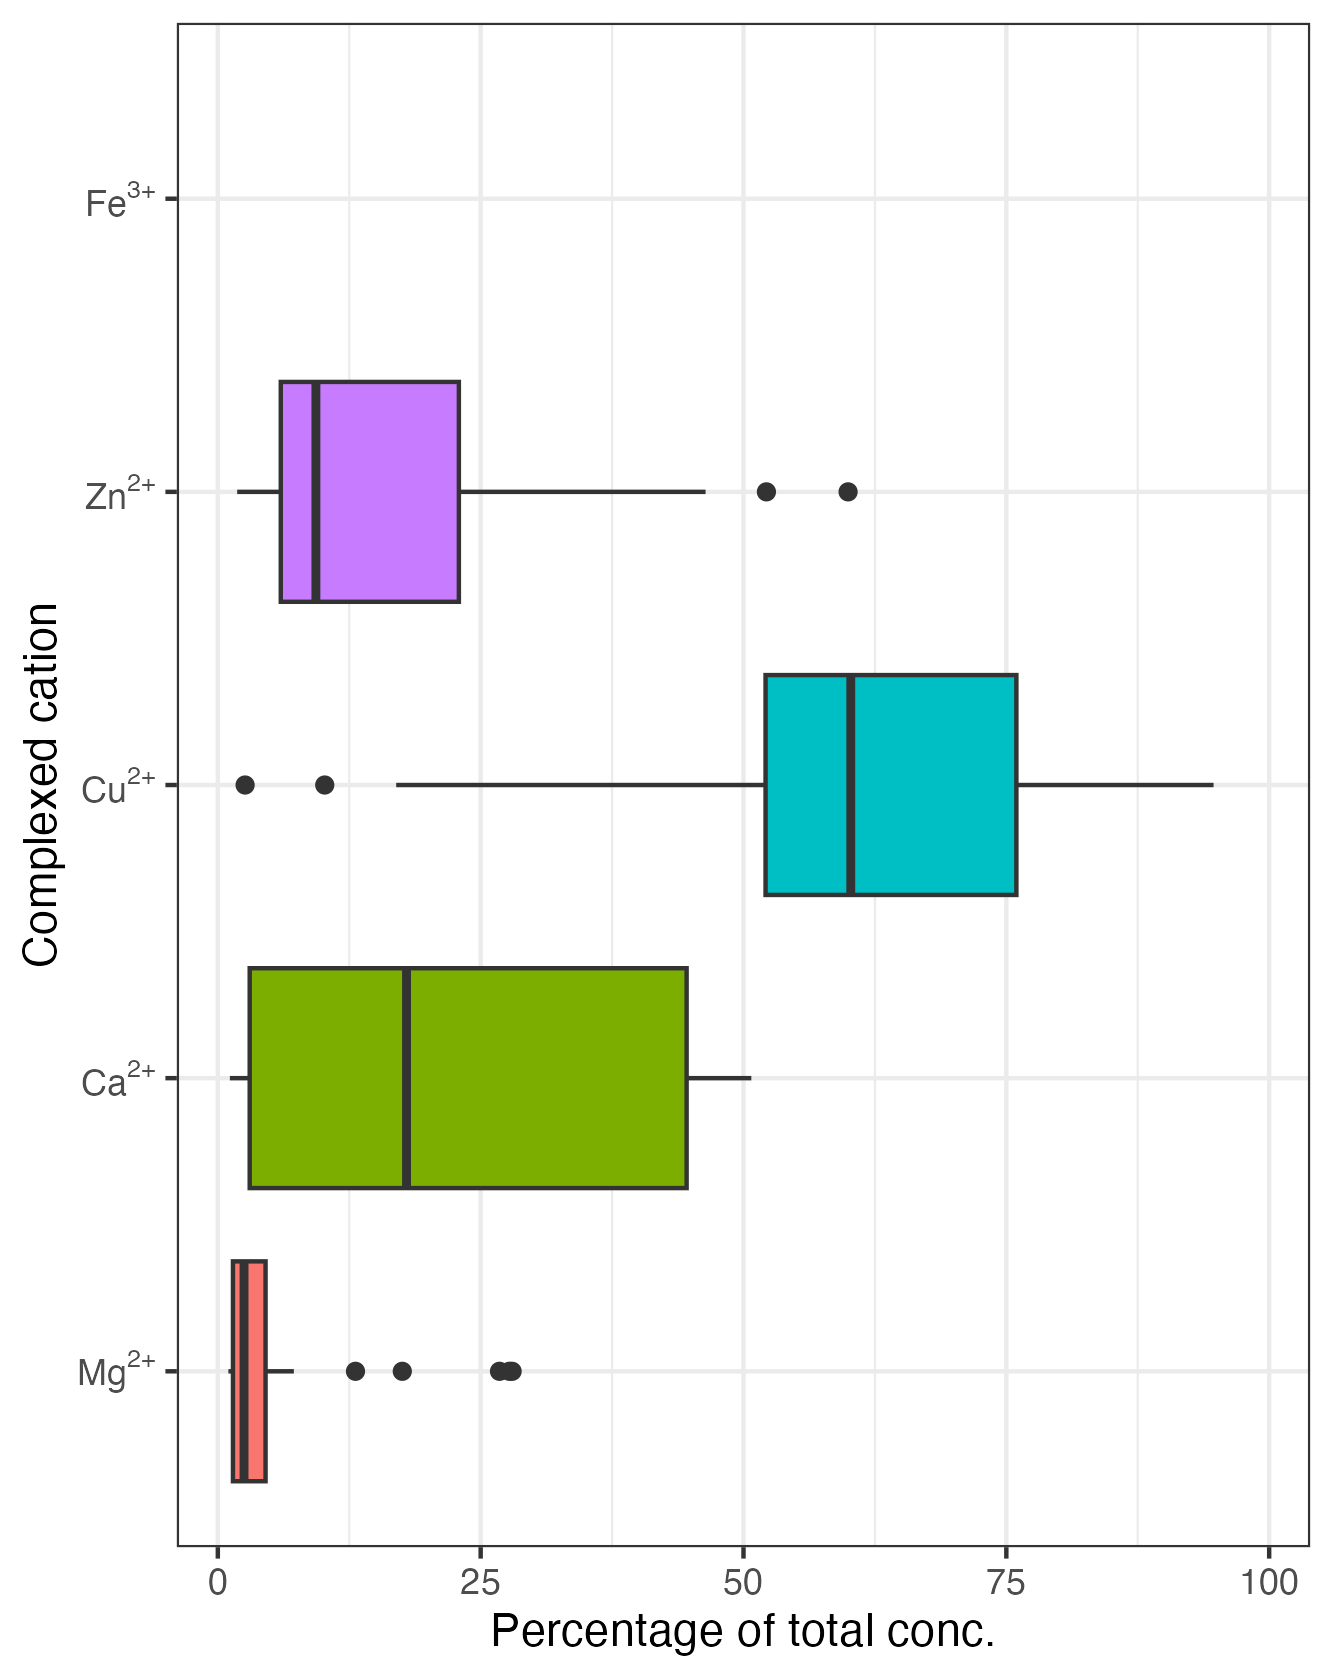 Complexed cation
Fe³⁺
Zn²⁺
Cu²⁺
Ca²⁺
Mg²⁺
0 25 50 75 100
Percentage of total conc.